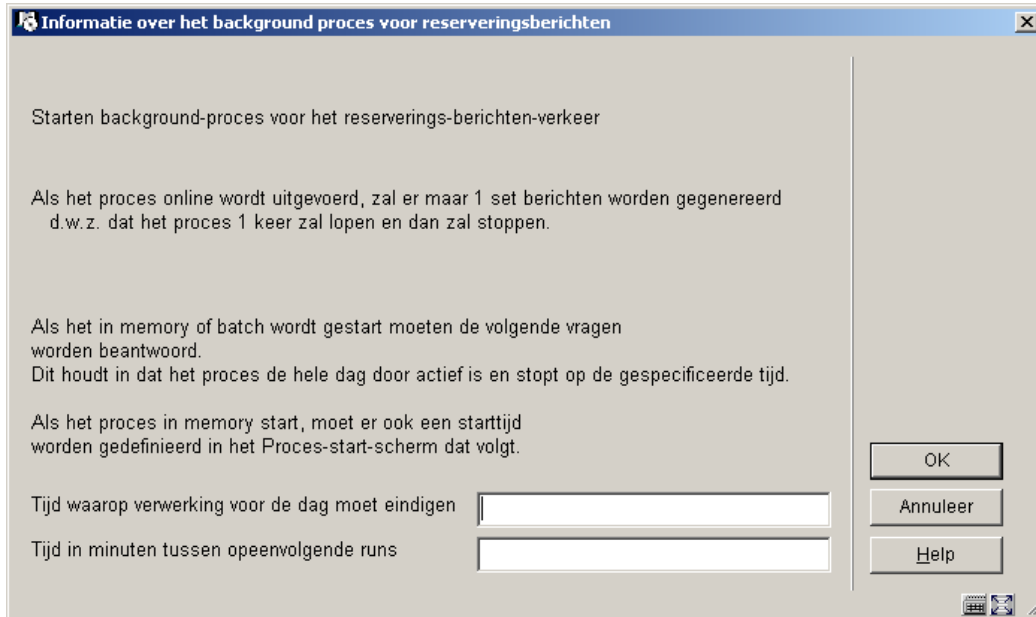 Informatie over het background proces voor reserveringsberichten
Starten background-proces voor het reserverings-berichten-verkeer
Als het proces online wordt uitgevoerd, zal er maar 1 set berichten worden gegenereerd
d.w.z. dat het proces 1 keer zal lopen en dan zal stoppen.
Als het in memory of batch wordt gestart moeten de volgende vragen
worden beantwoord.
Dit houdt in dat het proces de hele dag door actief is en stopt op de gespecificeerde tijd.
Als het proces in memory start, moet er ook een starttijd
worden gedefinieerd in het Proces-start-scherm dat volgt.
OK
Tijd waarop verwerking voor de dag moet eindigen
Annuleer
Tijd in minuten tussen opeenvolgende runs
Help